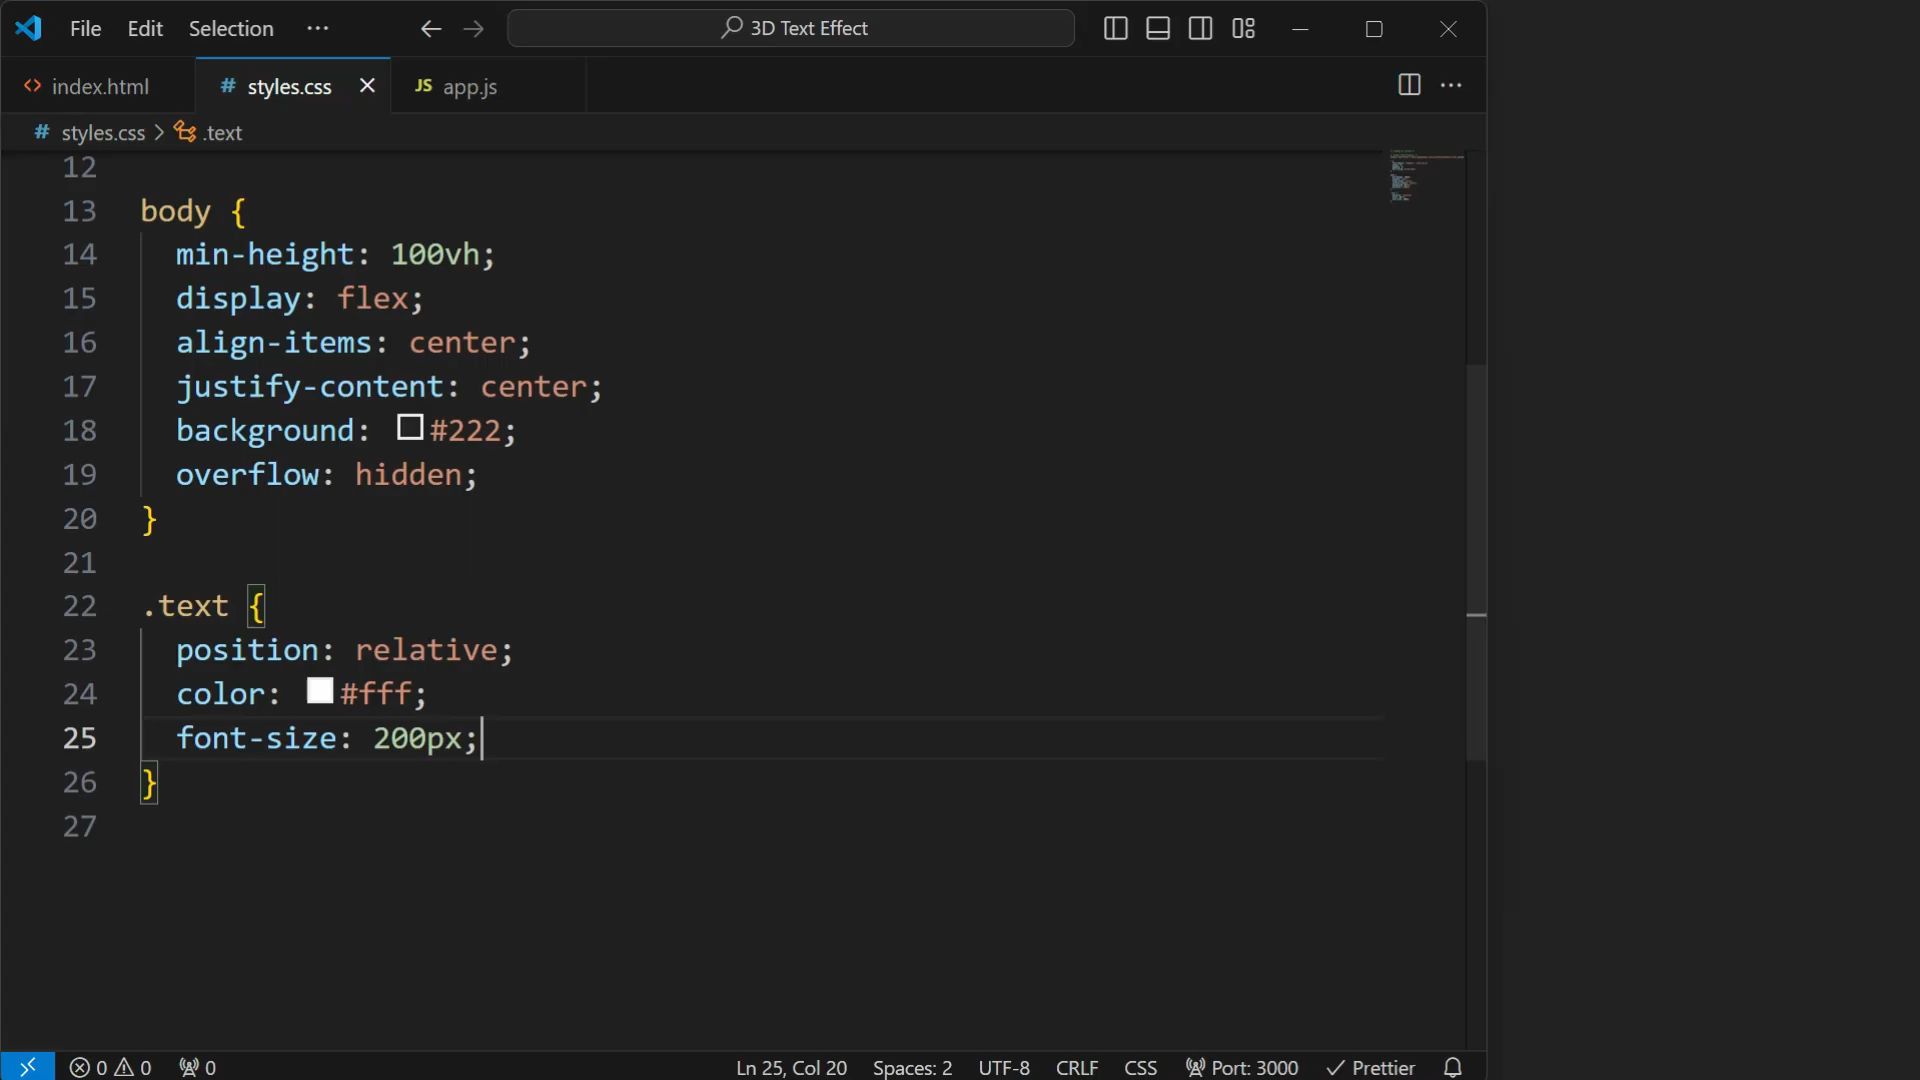 File Edit Selection ··· 3D Text Effect
index.html # styles.css JS app.js ···
# styles.css > .text
12
13 body {
14 min-height: 100vh;
15 display: flex;
16 align-items: center;
17 justify-content: center;
18 background: #222;
19 overflow: hidden;
20 }
21
22 .text {
23 position: relative;
24 color: #fff;
25 font-size: 200px;
26 }
27
0 0 0 Ln 25, Col 20 Spaces: 2 UTF-8 CRLF CSS Port: 3000 Prettier